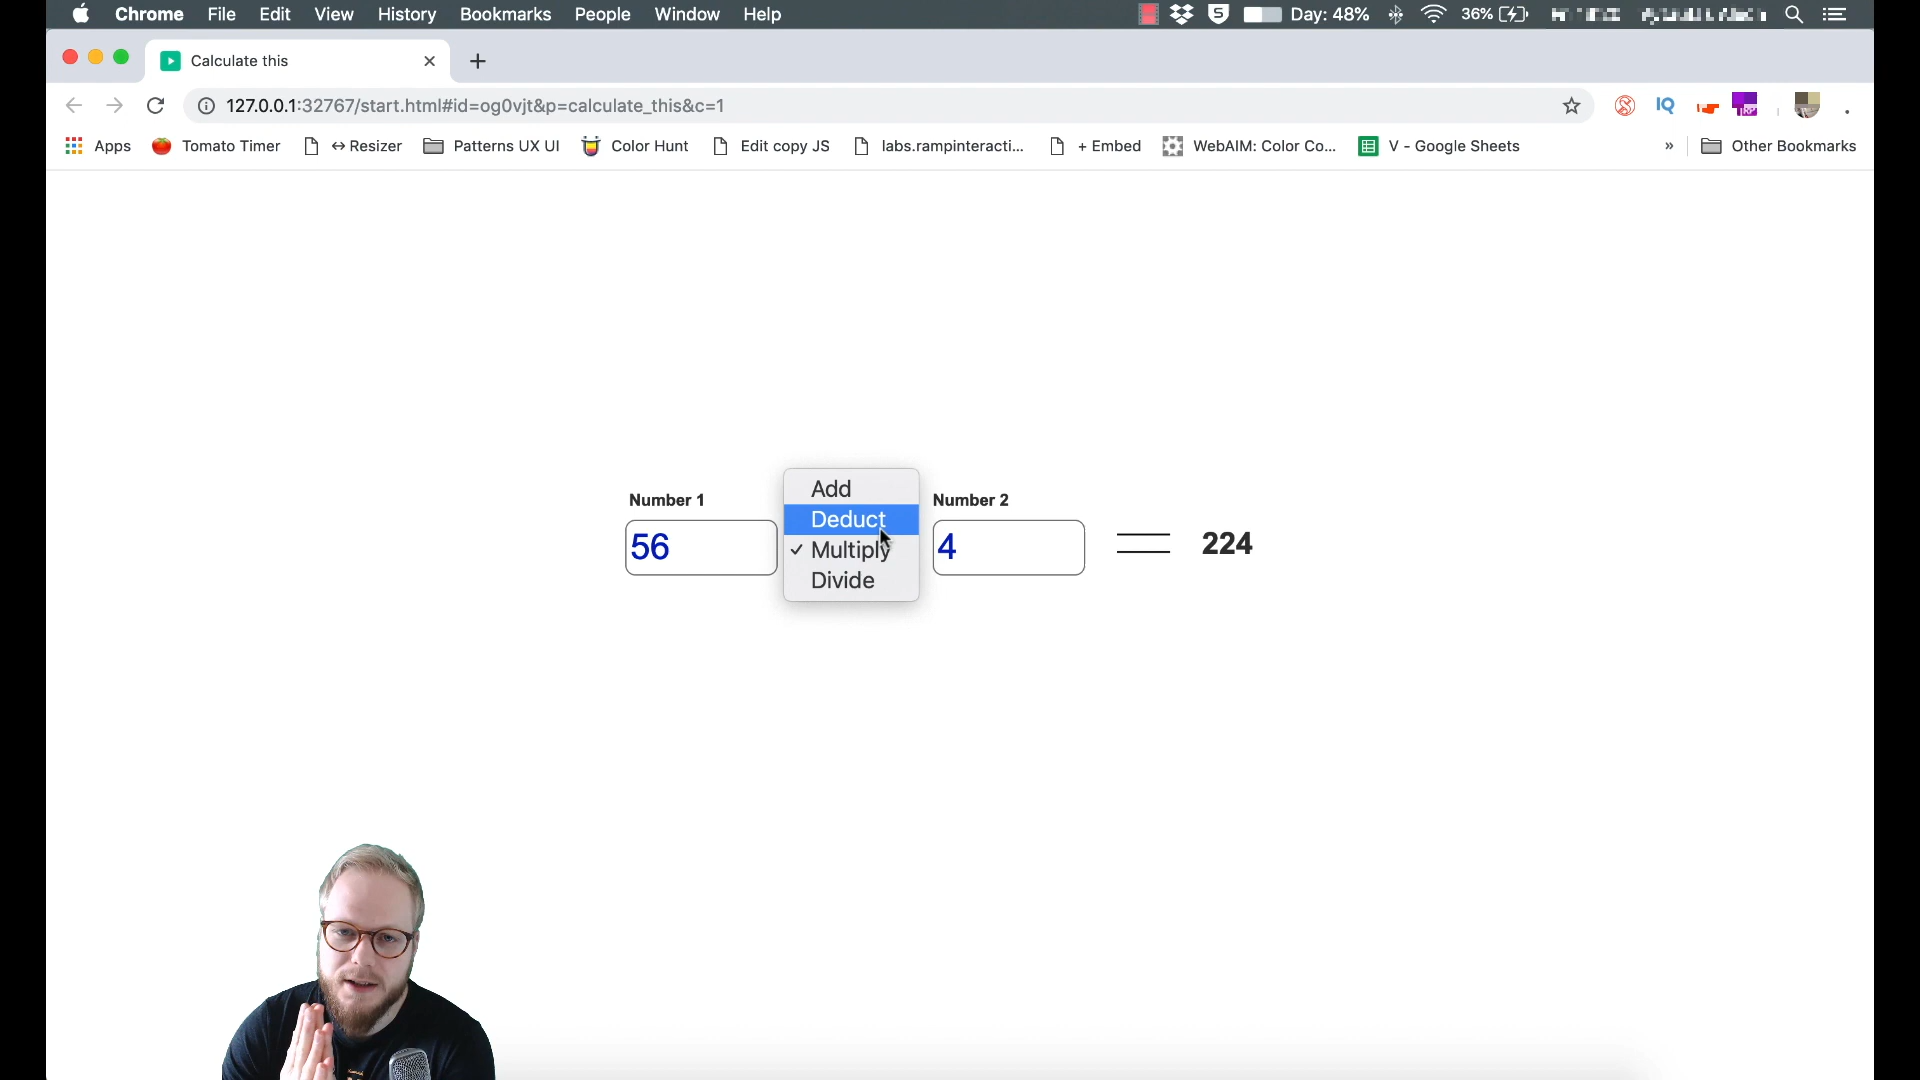 Chrome File Edit View History Bookmarks People Window Help 5 Day: 48% 36%
Calculate this
127.0.0.1:32767/start.html#id=og0vjt&p=calculate_this&c=1 IQ RP
Apps Tomato Timer ↔ Resizer Patterns UX UI Color Hunt Edit copy JS labs.rampinteracti... + Embed WebAIM: Color Co... V - Google Sheets » Other Bookmarks
Number 1
56
Add
Deduct
✓ Multiply
Divide
Number 2
4
224